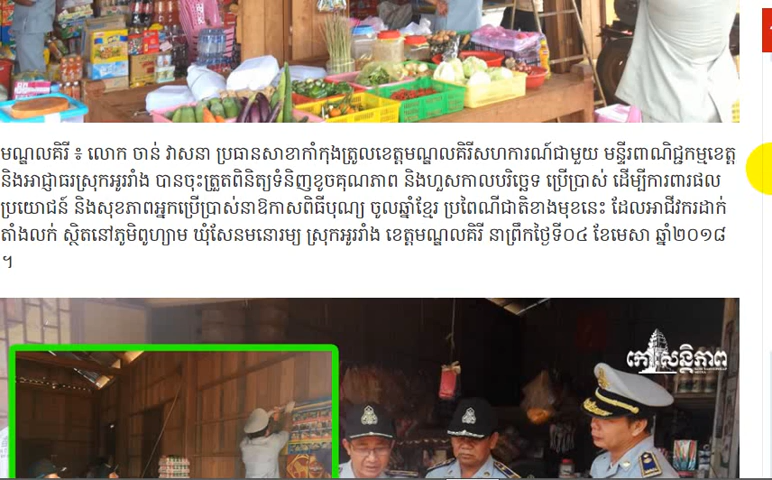 មណ្ឌលគិរី ៖ លោក ចាន់ វាសនា ប្រធានសាខាកាំកុងត្រូលខេត្តមណ្ឌលគិរីសហការណ៍ជាមួយ មន្ទីរពាណិជ្ជកម្មខេត្ត
និងអាជ្ញាធរស្រុកអូររាំង បានចុះត្រួតពិនិត្យទំនិញខូចគុណភាព និងហួសកាលបរិច្ឆេទ ប្រើប្រាស់ ដើម្បីការពារផល
ប្រយោជន៍ និងសុខភាពអ្នកប្រើប្រាស់នាឱកាសពិធីបុណ្យ ចូលឆ្នាំខ្មែរ ប្រពៃណីជាតិខាងមុខនេះ ដែលអាជីវករដាក់
តាំងលក់ ស្ថិតនៅភូមិពូហ្យាម ឃុំសែនមនោរម្យ ស្រុកអូររាំង ខេត្តមណ្ឌលគិរី នាព្រឹកថ្ងៃទី០៤ ខែមេសា ឆ្នាំ២០១៨
។
កោះសន្តិភាព